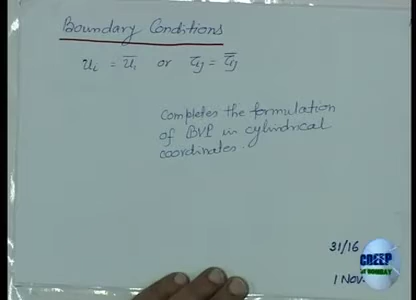 Boundary Conditions
uᵢ = ūᵢ or τᵢⱼ = τ̄ᵢⱼ
Completes the formulation
of BVP in cylindrical
coordinates.
31/16
CDEEP
IIT BOMBAY
1 NOV